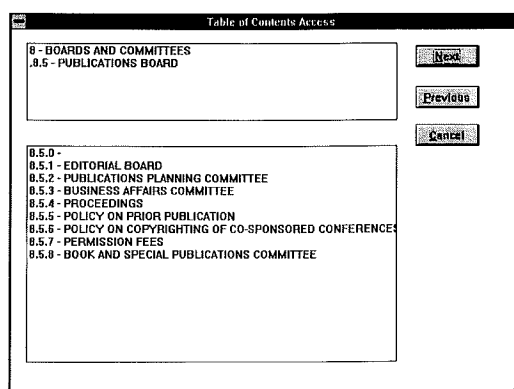 Table of Contents Access
8 - BOARDS AND COMMITTEES
.8.5 - PUBLICATIONS BOARD
Next
Previous
Cancel
8.5.0 -
8.5.1 - EDITORIAL BOARD
8.5.2 - PUBLICATIONS PLANNING COMMITTEE
8.5.3 - BUSINESS AFFAIRS COMMITTEE
8.5.4 - PROCEEDINGS
8.5.5 - POLICY ON PRIOR PUBLICATION
8.5.6 - POLICY ON COPYRIGHTING OF CO-SPONSORED CONFERENCES
8.5.7 - PERMISSION FEES
8.5.8 - BOOK AND SPECIAL PUBLICATIONS COMMITTEE